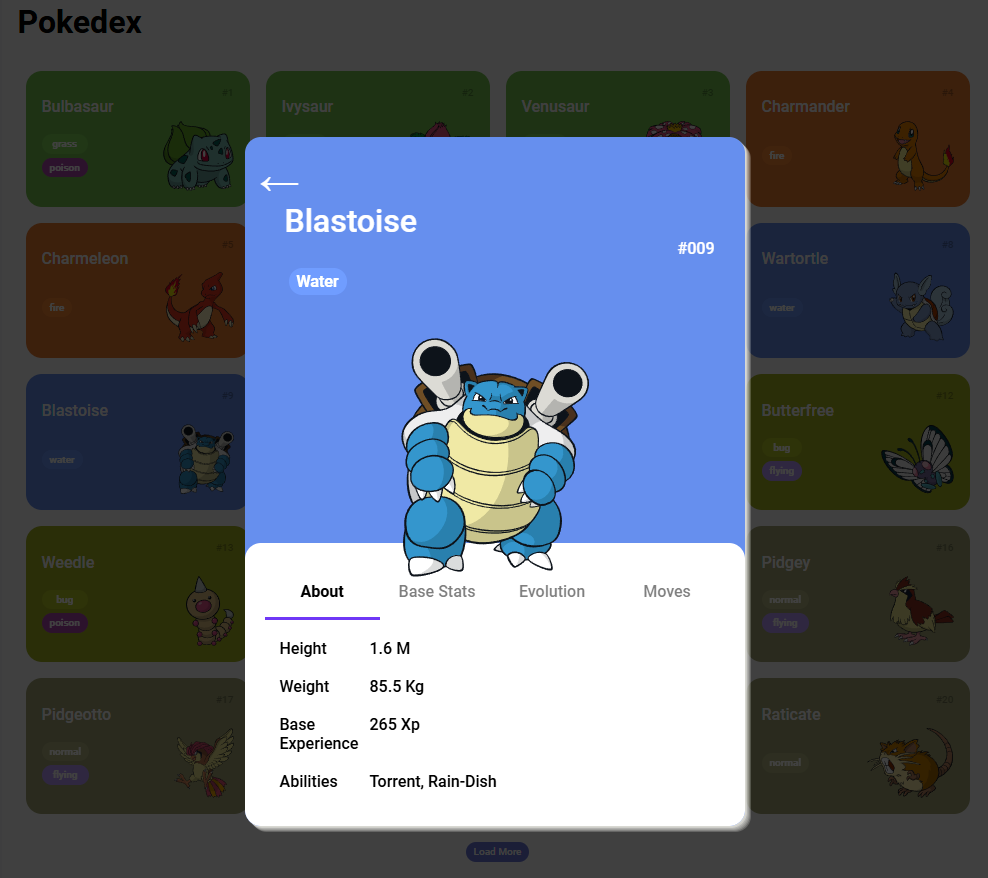 Pokedex
#1
Bulbasaur
grass
poison
#2
Ivysaur
#3
Venusaur
#4
Charmander
fire
#5
Charmeleon
fire
Wartortle
water
#9
Blastoise
water
#12
Butterfree
bug
flying
#13
Weedle
bug
poison
#16
Pidgey
normal
flying
#17
Pidgeotto
normal
flying
#20
Raticate
normal
Blastoise
#009
Water
About
Base Stats
Evolution
Moves
Height 1.6 M
Weight 85.5 Kg
Base 265 Xp
Experience
Abilities Torrent, Rain-Dish
Load More